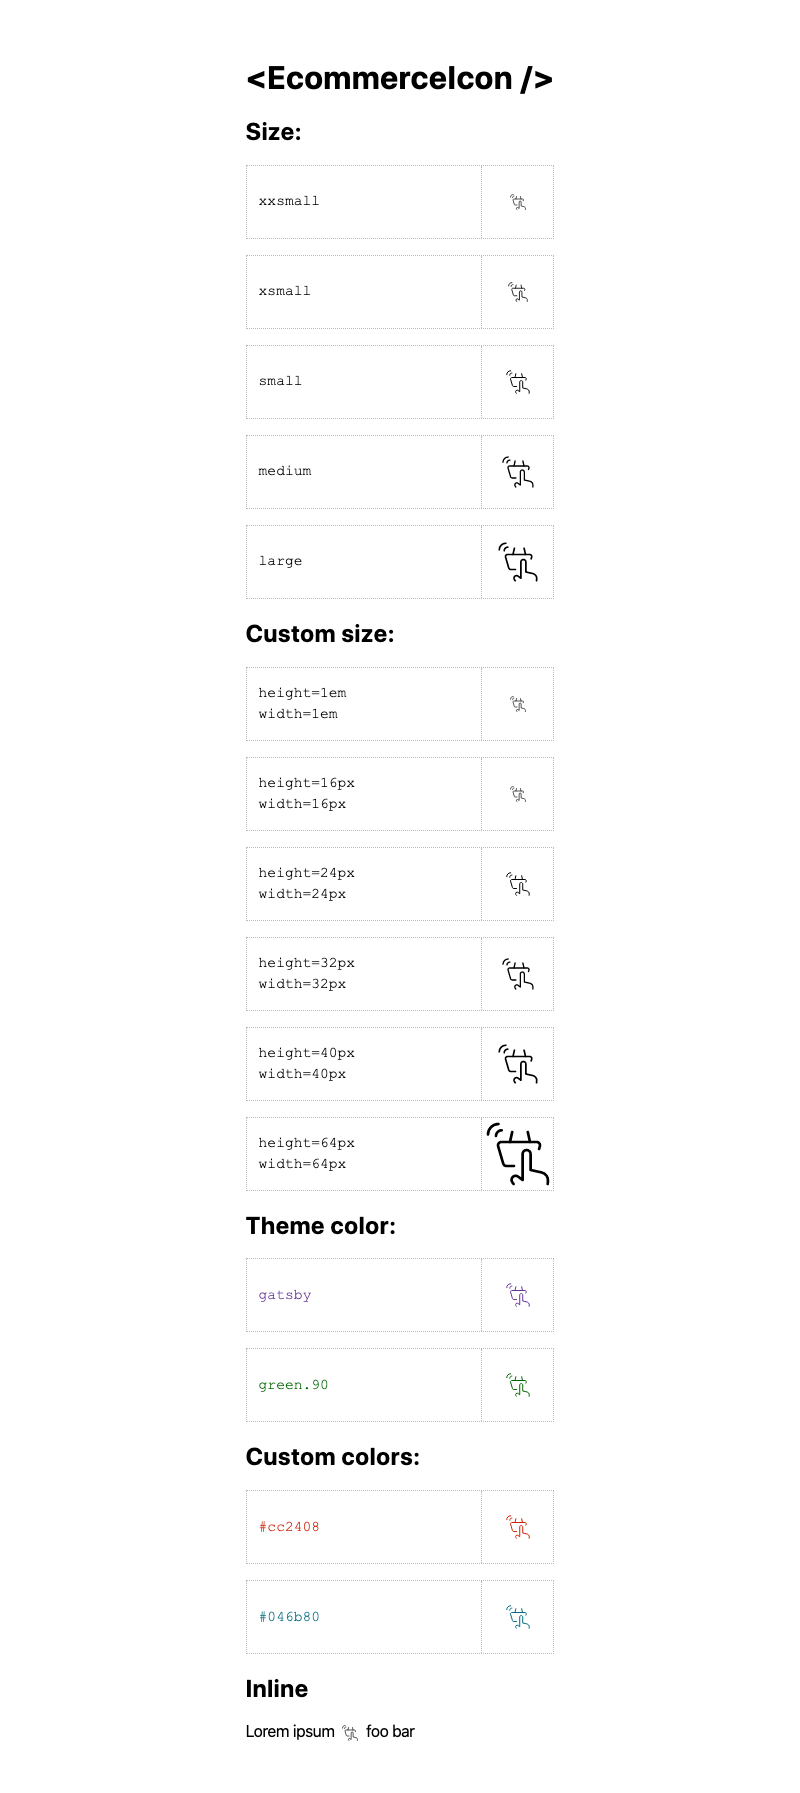 <EcommerceIcon />
Size:
xxsmall
xsmall
small
medium
large
Custom size:
height=1em
width=1em
height=16px
width=16px
height=24px
width=24px
height=32px
width=32px
height=40px
width=40px
height=64px
width=64px
Theme color:
gatsby
green.90
Custom colors:
#cc2408
#046b80
Inline
Lorem ipsum foo bar